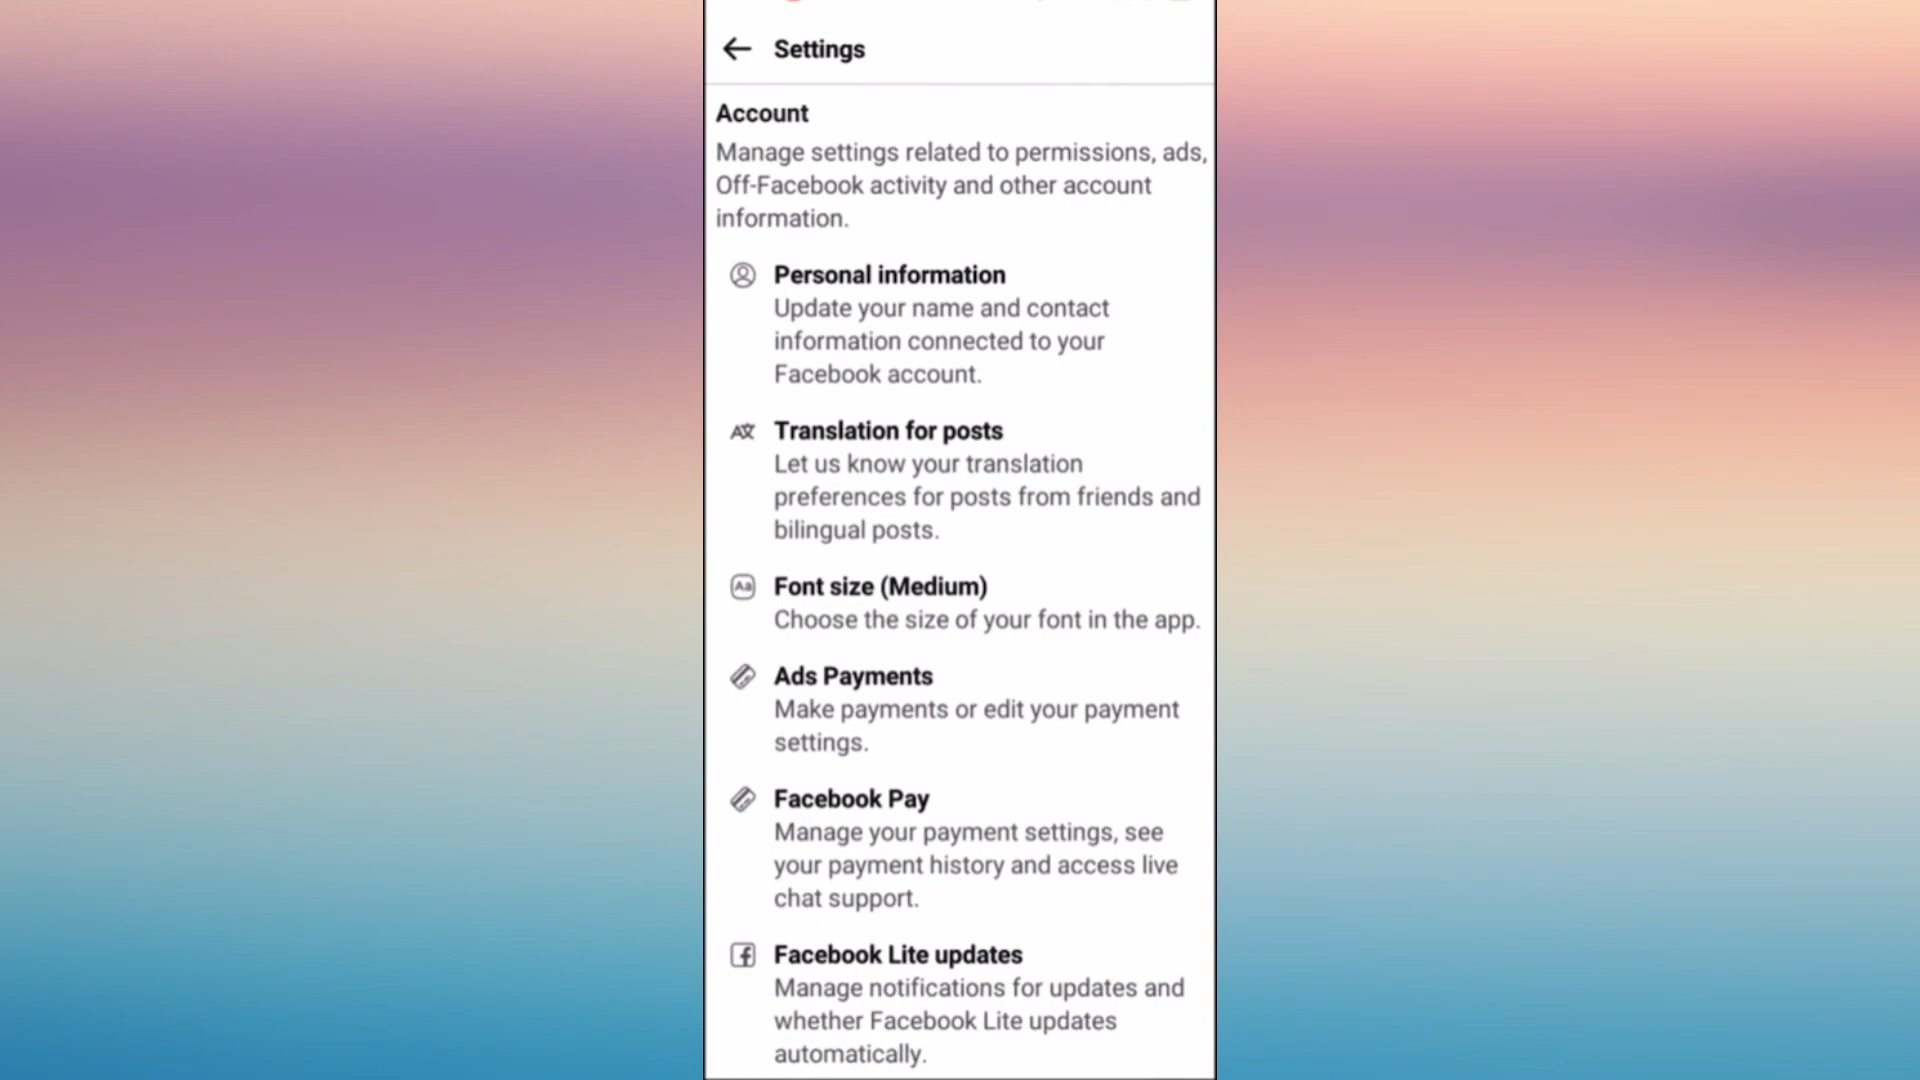 Settings
Account
Manage settings related to permissions, ads,
Off-Facebook activity and other account
information.
Personal information
Update your name and contact
information connected to your
Facebook account.
Translation for posts
Let us know your translation
preferences for posts from friends and
bilingual posts.
Font size (Medium)
Choose the size of your font in the app.
Ads Payments
Make payments or edit your payment
settings.
Facebook Pay
Manage your payment settings, see
your payment history and access live
chat support.
Facebook Lite updates
Manage notifications for updates and
whether Facebook Lite updates
automatically.